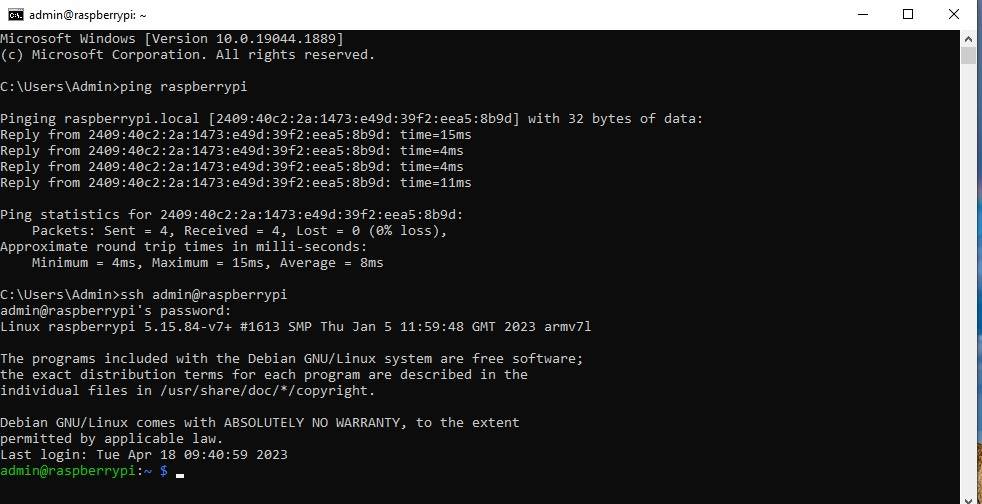 admin@raspberrypi: ~
Microsoft Windows [Version 10.0.19044.1889]
(c) Microsoft Corporation. All rights reserved.
C:\Users\Admin>ping raspberrypi
Pinging raspberrypi.local [2409:40c2:2a:1473:e49d:39f2:eea5:8b9d] with 32 bytes of data:
Reply from 2409:40c2:2a:1473:e49d:39f2:eea5:8b9d: time=15ms
Reply from 2409:40c2:2a:1473:e49d:39f2:eea5:8b9d: time=4ms
Reply from 2409:40c2:2a:1473:e49d:39f2:eea5:8b9d: time=4ms
Reply from 2409:40c2:2a:1473:e49d:39f2:eea5:8b9d: time=11ms
Ping statistics for 2409:40c2:2a:1473:e49d:39f2:eea5:8b9d:
    Packets: Sent = 4, Received = 4, Lost = 0 (0% loss),
Approximate round trip times in milli-seconds:
    Minimum = 4ms, Maximum = 15ms, Average = 8ms
C:\Users\Admin>ssh admin@raspberrypi
admin@raspberrypi's password:
Linux raspberrypi 5.15.84-v7+ #1613 SMP Thu Jan 5 11:59:48 GMT 2023 armv7l
The programs included with the Debian GNU/Linux system are free software;
the exact distribution terms for each program are described in the
individual files in /usr/share/doc/*/copyright.
Debian GNU/Linux comes with ABSOLUTELY NO WARRANTY, to the extent
permitted by applicable law.
Last login: Tue Apr 18 09:40:59 2023
admin@raspberrypi:~ $